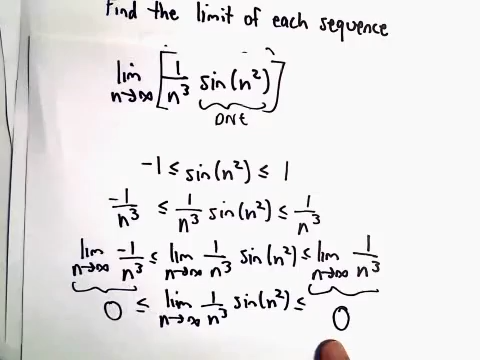 Find the limit of each sequence
lim n→∞ [ 1/n³ sin(n²) ]
DNE
-1 ≤ sin(n²) ≤ 1
-1/n³ ≤ 1/n³ sin(n²) ≤ 1/n³
lim n→∞ -1/n³ ≤ lim n→∞ 1/n³ sin(n²) ≤ lim n→∞ 1/n³
0 ≤ lim n→∞ 1/n³ sin(n²) ≤ 0